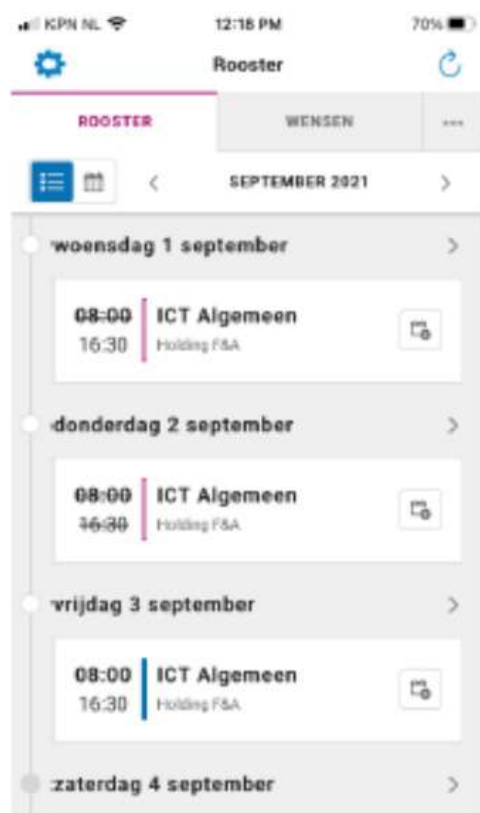 KPN NL 12:18 PM 70%
Rooster
ROOSTER WENSEN ...
SEPTEMBER 2021
woensdag 1 september
08:00 ICT Algemeen
16:30 Holding F&A
donderdag 2 september
08:00 ICT Algemeen
16:30 Holding F&A
vrijdag 3 september
08:00 ICT Algemeen
16:30 Holding F&A
zaterdag 4 september